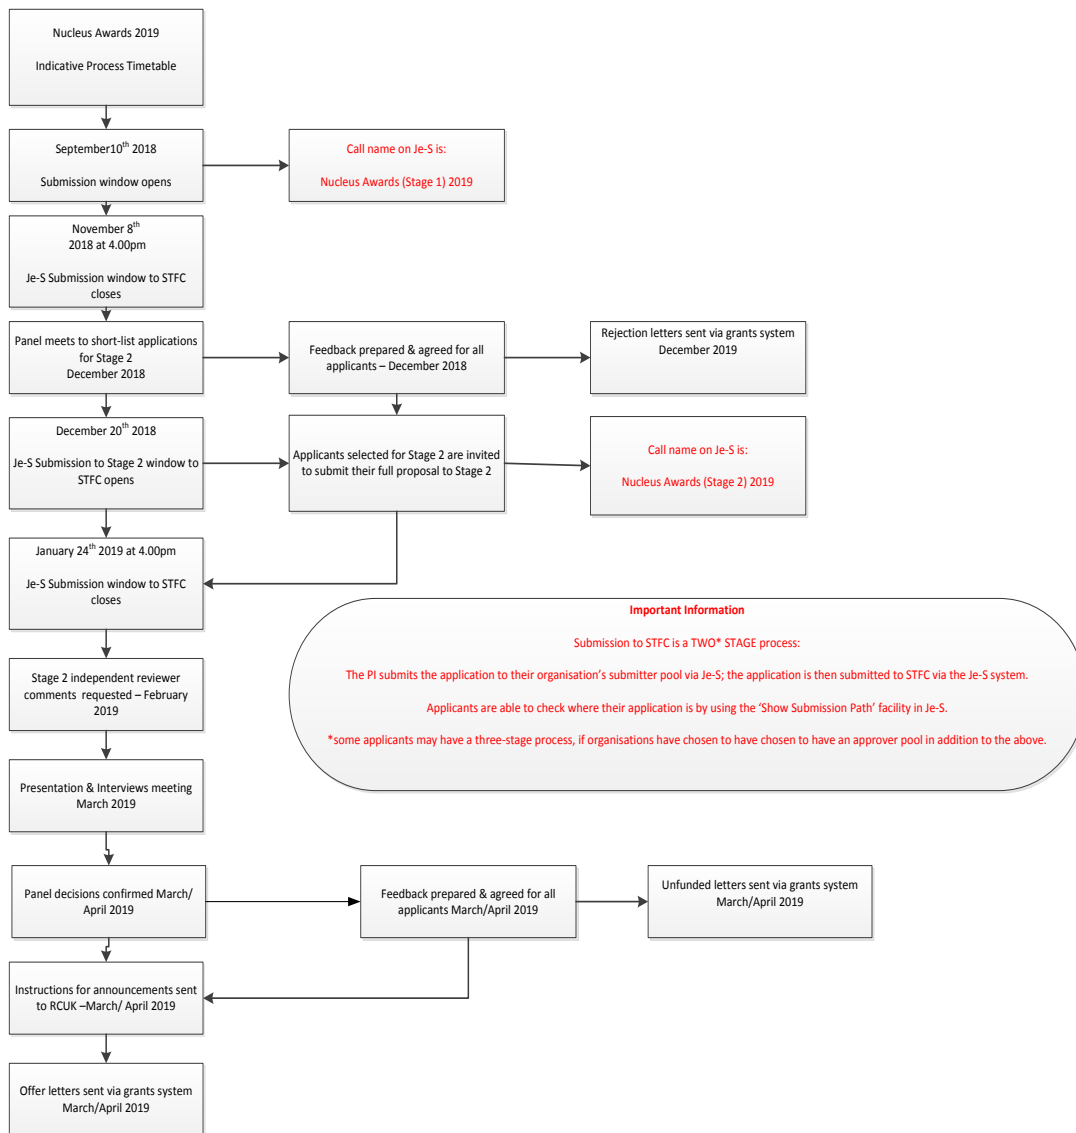 Nucleus Awards 2019
Indicative Process Timetable
September10th 2018
Submission window opens
Call name on Je-S is:
Nucleus Awards (Stage 1) 2019
November 8th
2018 at 4.00pm
Je-S Submission window to STFC
closes
Panel meets to short-list applications
for Stage 2
December 2018
Feedback prepared & agreed for all
applicants – December 2018
Rejection letters sent via grants system
December 2019
December 20th 2018
Je-S Submission to Stage 2 window to
STFC opens
Applicants selected for Stage 2 are invited
to submit their full proposal to Stage 2
Call name on Je-S is:
Nucleus Awards (Stage 2) 2019
January 24th 2019 at 4.00pm
Je-S Submission window to STFC
closes
Important Information
Submission to STFC is a TWO* STAGE process:
The PI submits the application to their organisation’s submitter pool via Je-S; the application is then submitted to STFC via the Je-S system.
Applicants are able to check where their application is by using the ‘Show Submission Path’ facility in Je-S.
*some applicants may have a three-stage process, if organisations have chosen to have chosen to have an approver pool in addition to the above.
Stage 2 independent reviewer
comments requested – February
2019
Presentation & Interviews meeting
March 2019
Panel decisions confirmed March/
April 2019
Feedback prepared & agreed for all
applicants March/April 2019
Unfunded letters sent via grants system
March/April 2019
Instructions for announcements sent
to RCUK –March/ April 2019
Offer letters sent via grants system
March/April 2019